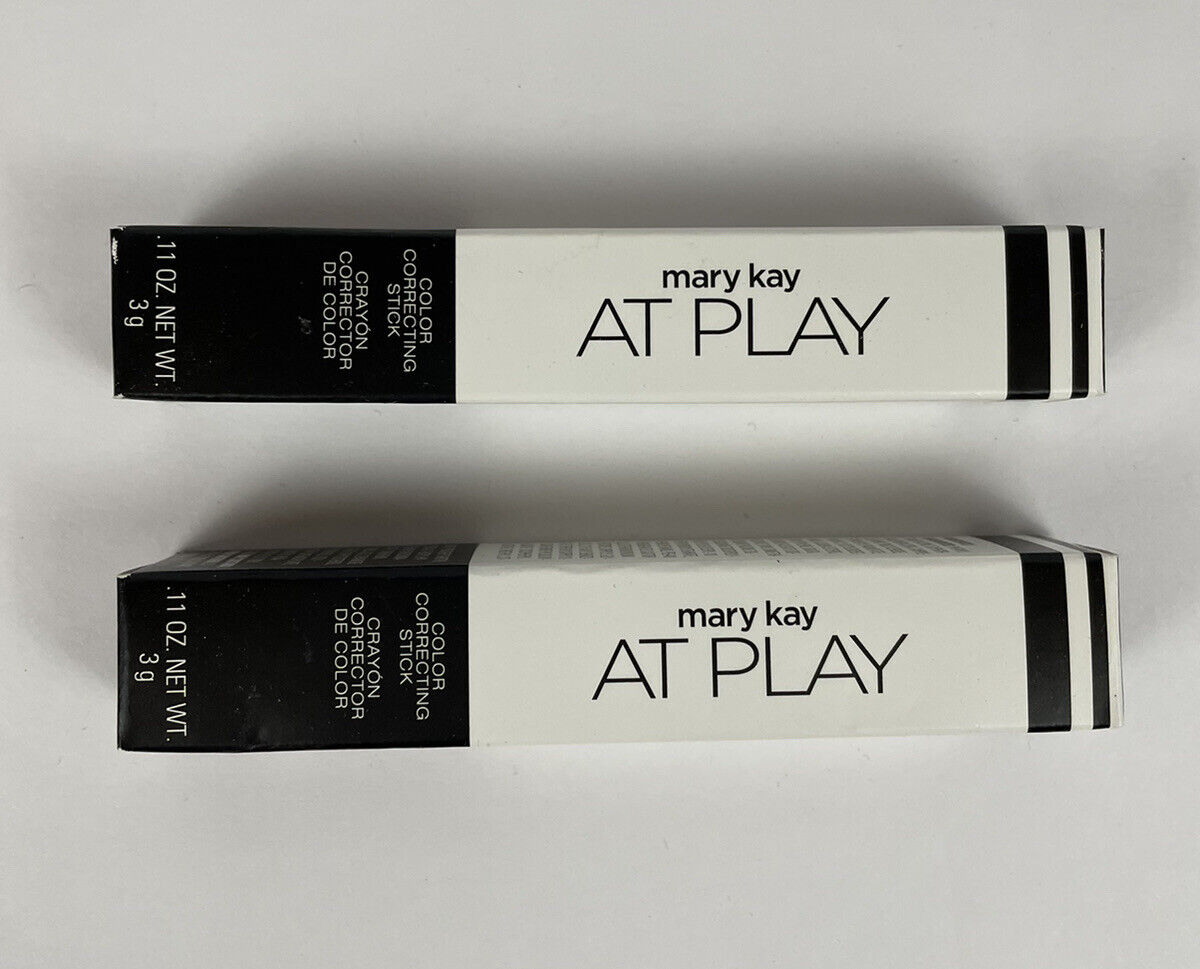 mary kay
AT PLAY
COLOR
CORRECTING
STICK
CRAYÓN
CORRECTOR
DE COLOR
.11 OZ. NET WT.
3 g
mary kay
AT PLAY
COLOR
CORRECTING
STICK
CRAYÓN
CORRECTOR
DE COLOR
.11 OZ. NET WT.
3 g